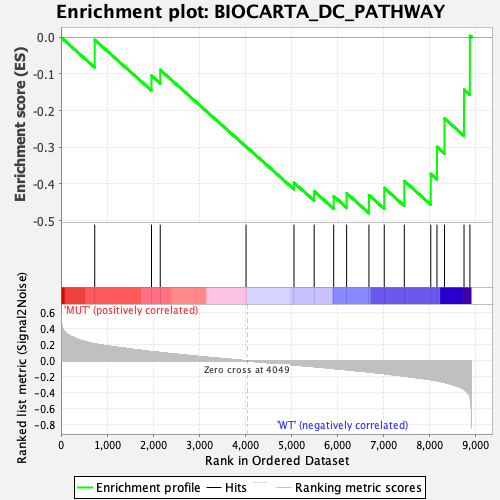 Enrichment plot: BIOCARTA_DC_PATHWAY
Enrichment score (ES)
0.0
-0.1
-0.2
-0.3
-0.4
-0.5
Ranked list metric (Signal2Noise)
'MUT' (positively correlated)
0.6
0.4
0.2
0.0
-0.2
-0.4
-0.6
-0.8
Zero cross at 4049
'WT' (negatively correlated)
0 1,000 2,000 3,000 4,000 5,000 6,000 7,000 8,000 9,000
Rank in Ordered Dataset
Enrichment profile Hits Ranking metric scores